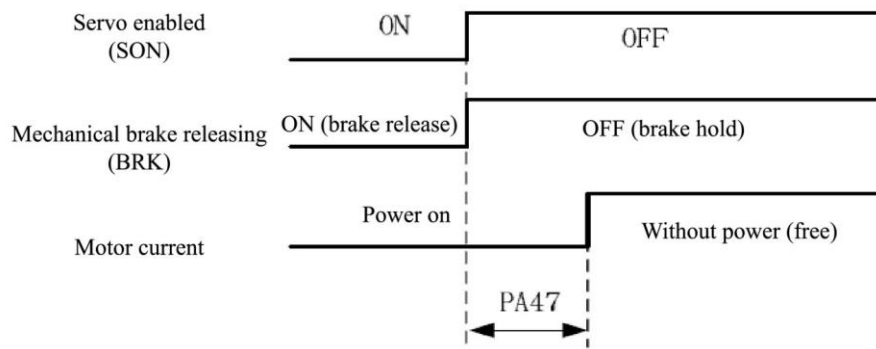 Servo enabled
(SON)
ON
OFF
Mechanical brake releasing
(BRK)
ON (brake release)
OFF (brake hold)
Motor current
Power on
Without power (free)
PA47